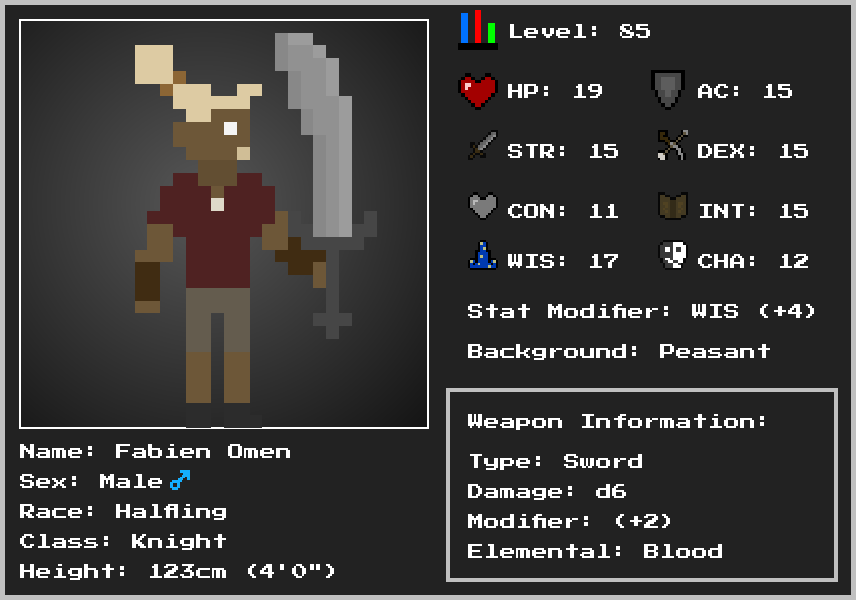 Level: 85
HP: 19 AC: 15
STR: 15 DEX: 15
CON: 11 INT: 15
WIS: 17 CHA: 12
Stat Modifier: WIS (+4)
Background: Peasant
Weapon Information:
Type: Sword
Damage: d6
Modifier: (+2)
Elemental: Blood
Name: Fabien Omen
Sex: Male ♂
Race: Halfling
Class: Knight
Height: 123cm (4'0")